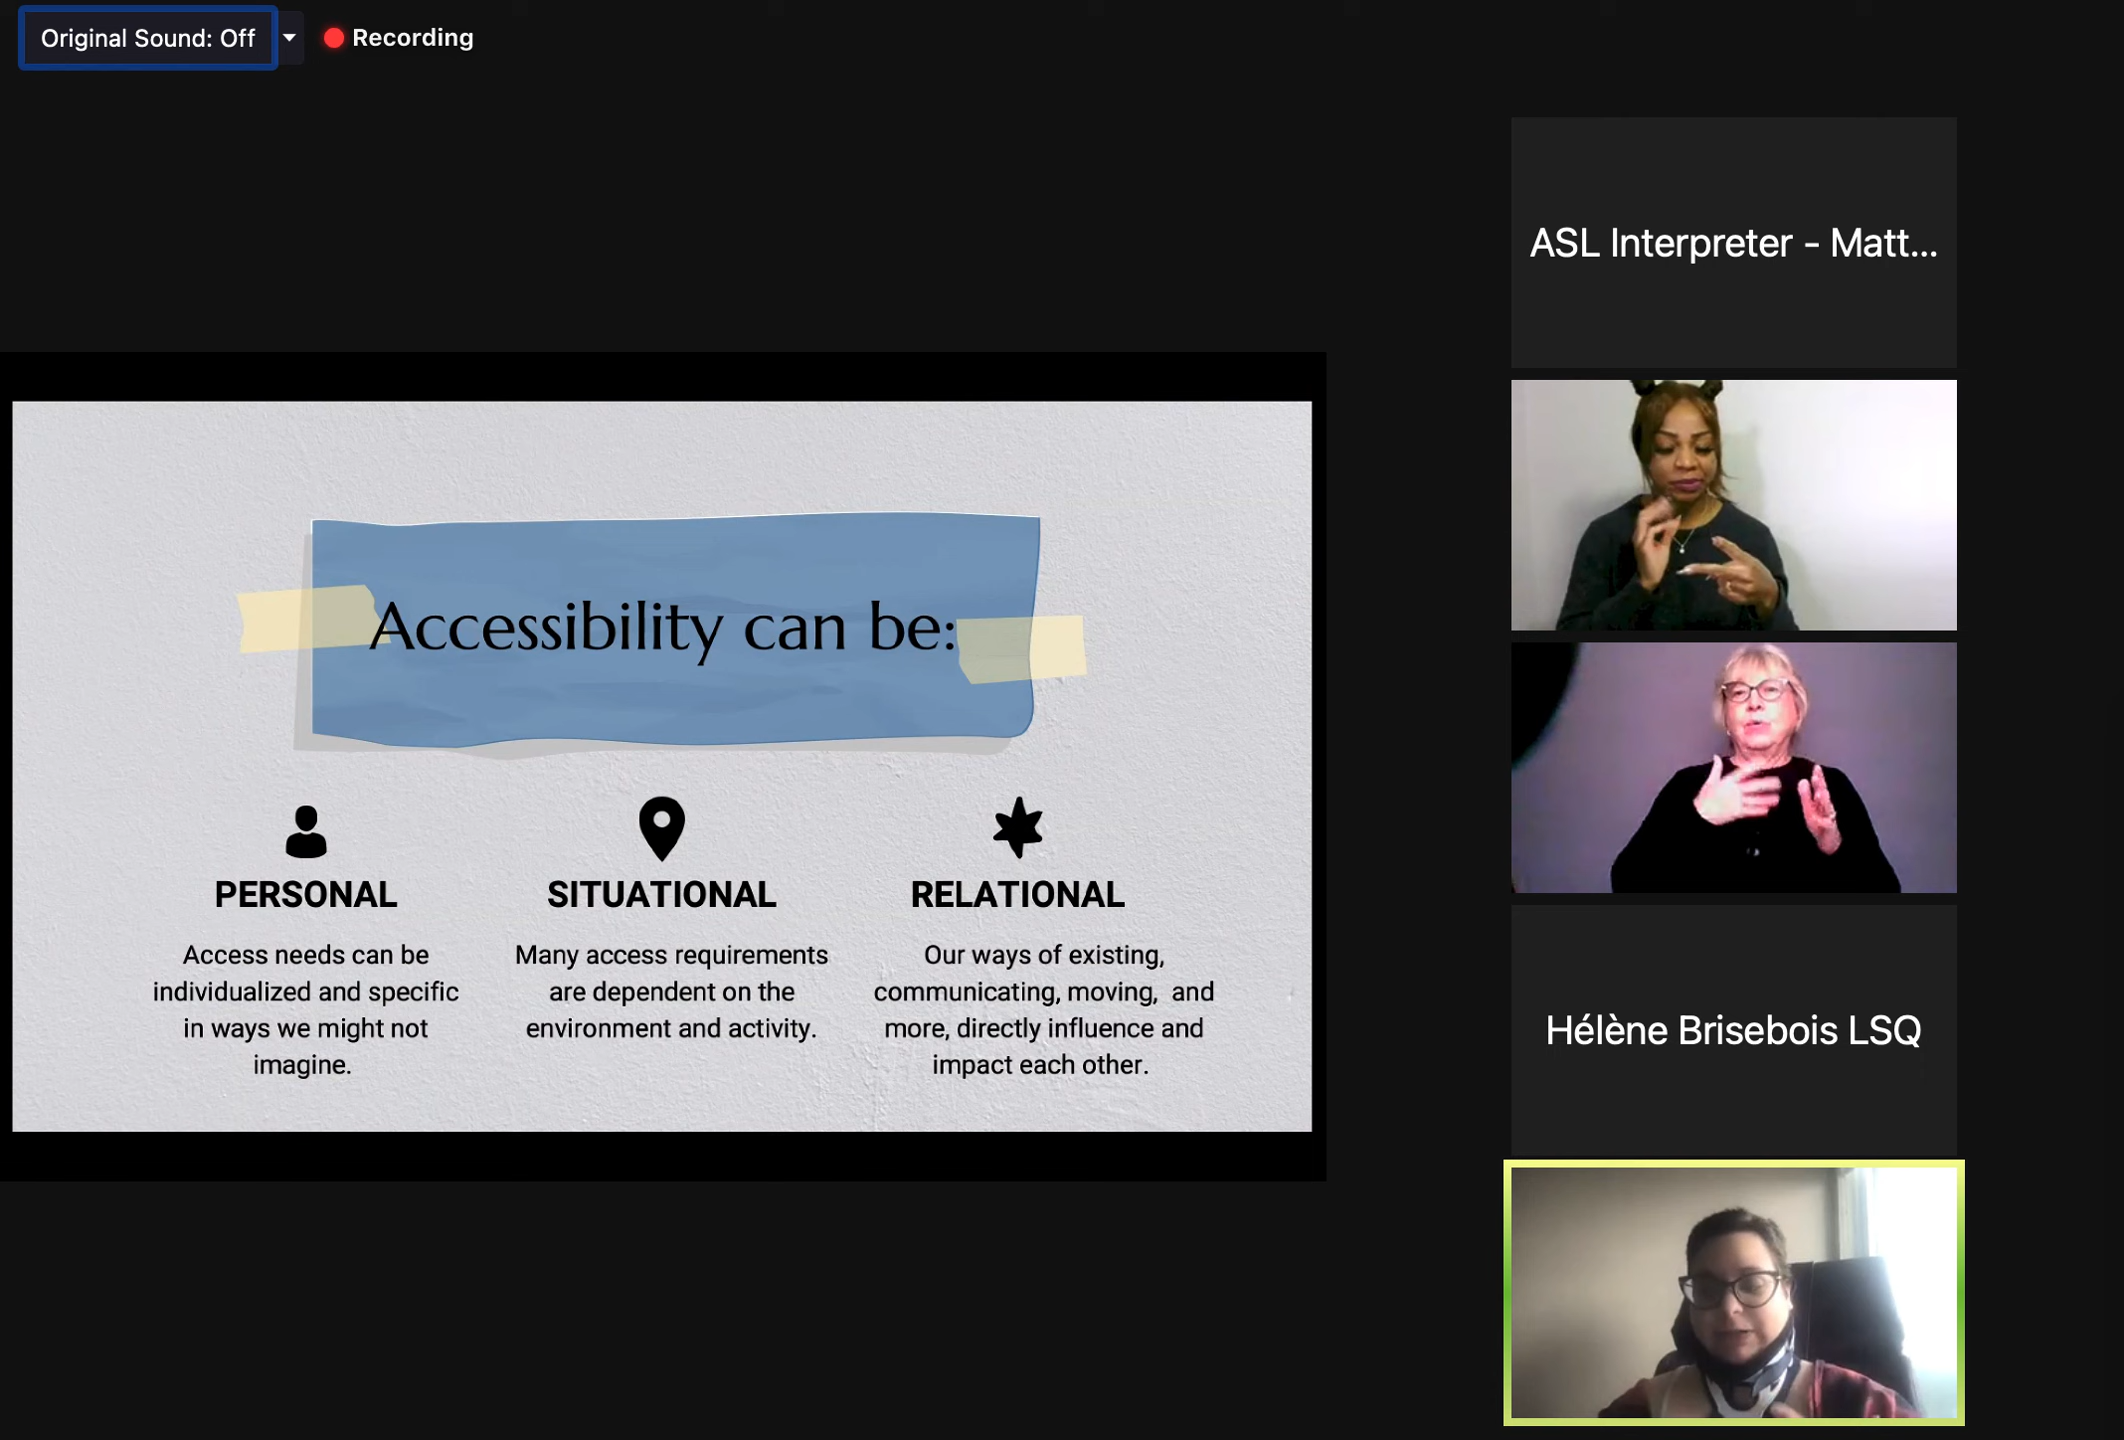 Original Sound: Off
Recording
ASL Interpreter - Matt...
Accessibility can be:
PERSONAL
Access needs can be
individualized and specific
in ways we might not
imagine.
SITUATIONAL
Many access requirements
are dependent on the
environment and activity.
RELATIONAL
Our ways of existing,
communicating, moving, and
more, directly influence and
impact each other.
Hélène Brisebois LSQ